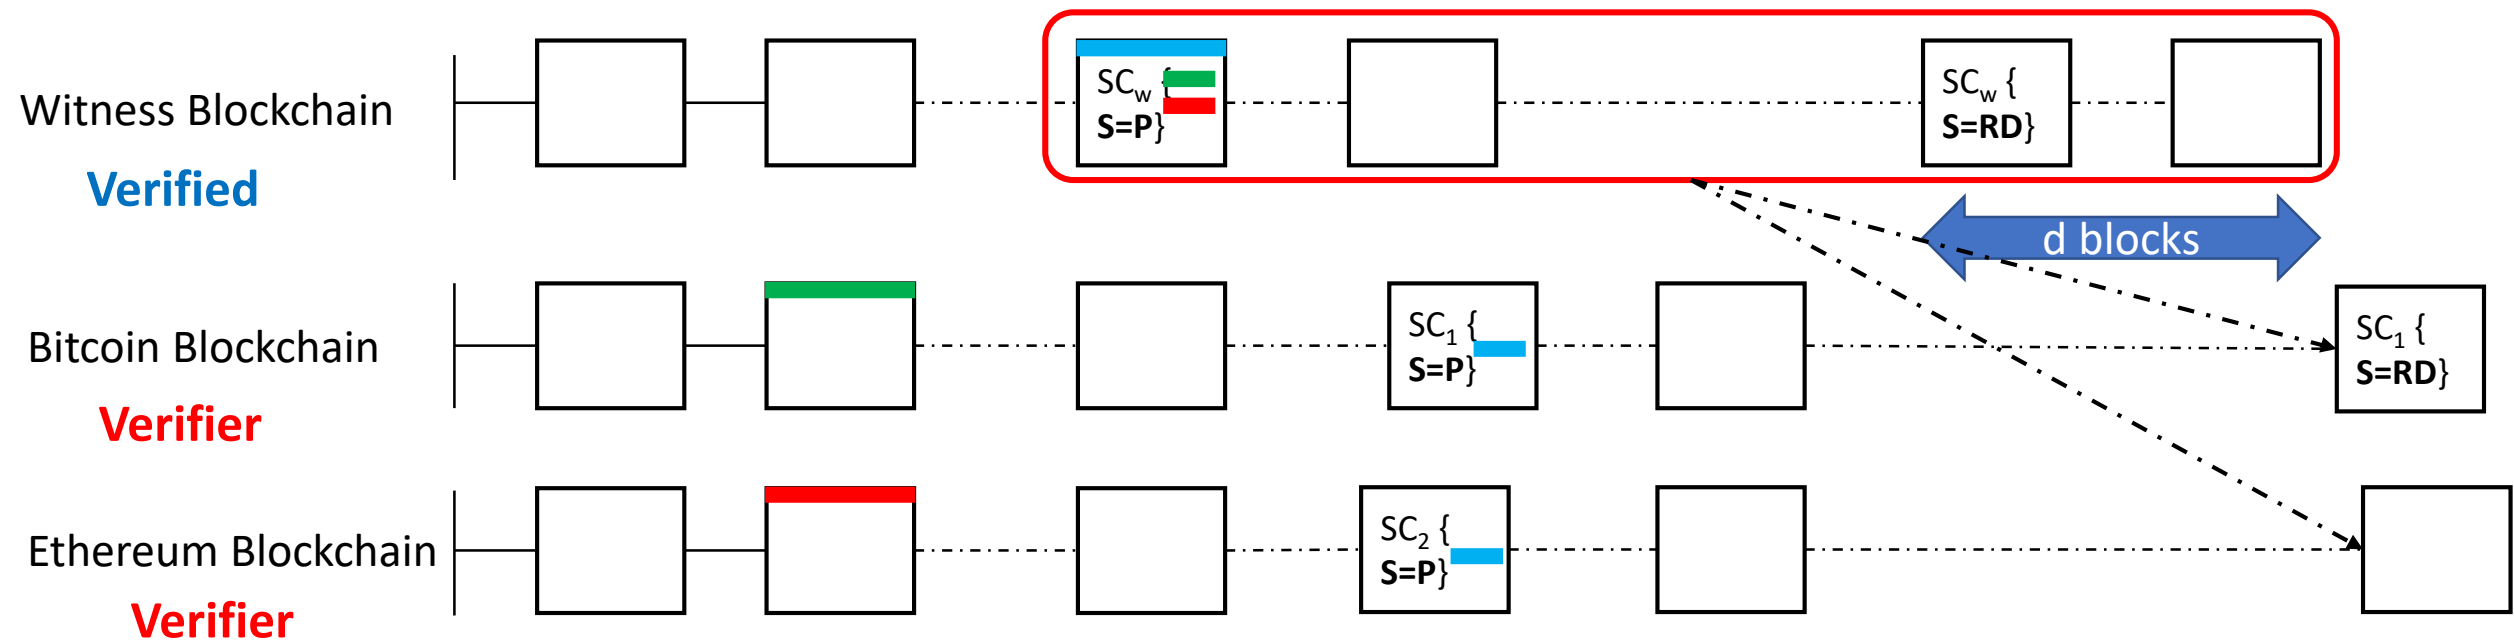 Witness Blockchain
Verified
SCw {
S=P}
SCw {
S=RD}
d blocks
Bitcoin Blockchain
Verifier
SC1 {
S=P}
SC1 {
S=RD}
Ethereum Blockchain
Verifier
SC2 {
S=P}